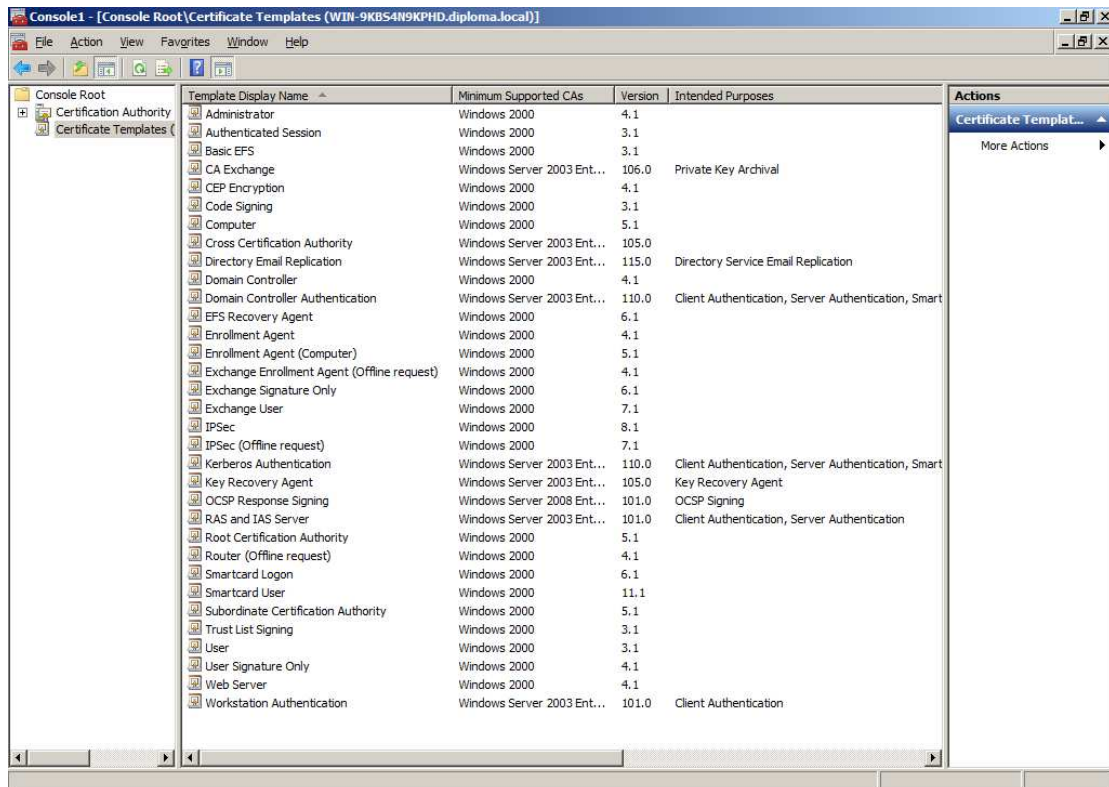 Console1 - [Console Root\Certificate Templates (WIN-9KBS4N9KPHD.diploma.local)]
File Action View Favorites Window Help
Console Root
Certification Authority
Certificate Templates (
Template Display Name Minimum Supported CAs Version Intended Purposes
Administrator Windows 2000 4.1
Authenticated Session Windows 2000 3.1
Basic EFS Windows 2000 3.1
CA Exchange Windows Server 2003 Ent... 106.0 Private Key Archival
CEP Encryption Windows 2000 4.1
Code Signing Windows 2000 3.1
Computer Windows 2000 5.1
Cross Certification Authority Windows Server 2003 Ent... 105.0
Directory Email Replication Windows Server 2003 Ent... 115.0 Directory Service Email Replication
Domain Controller Windows 2000 4.1
Domain Controller Authentication Windows Server 2003 Ent... 110.0 Client Authentication, Server Authentication, Smart
EFS Recovery Agent Windows 2000 6.1
Enrollment Agent Windows 2000 4.1
Enrollment Agent (Computer) Windows 2000 5.1
Exchange Enrollment Agent (Offline request) Windows 2000 4.1
Exchange Signature Only Windows 2000 6.1
Exchange User Windows 2000 7.1
IPSec Windows 2000 8.1
IPSec (Offline request) Windows 2000 7.1
Kerberos Authentication Windows Server 2003 Ent... 110.0 Client Authentication, Server Authentication, Smart
Key Recovery Agent Windows Server 2003 Ent... 105.0 Key Recovery Agent
OCSP Response Signing Windows Server 2008 Ent... 101.0 OCSP Signing
RAS and IAS Server Windows Server 2003 Ent... 101.0 Client Authentication, Server Authentication
Root Certification Authority Windows 2000 5.1
Router (Offline request) Windows 2000 4.1
Smartcard Logon Windows 2000 6.1
Smartcard User Windows 2000 11.1
Subordinate Certification Authority Windows 2000 5.1
Trust List Signing Windows 2000 3.1
User Windows 2000 3.1
User Signature Only Windows 2000 4.1
Web Server Windows 2000 4.1
Workstation Authentication Windows Server 2003 Ent... 101.0 Client Authentication
Actions
Certificate Templat...
More Actions